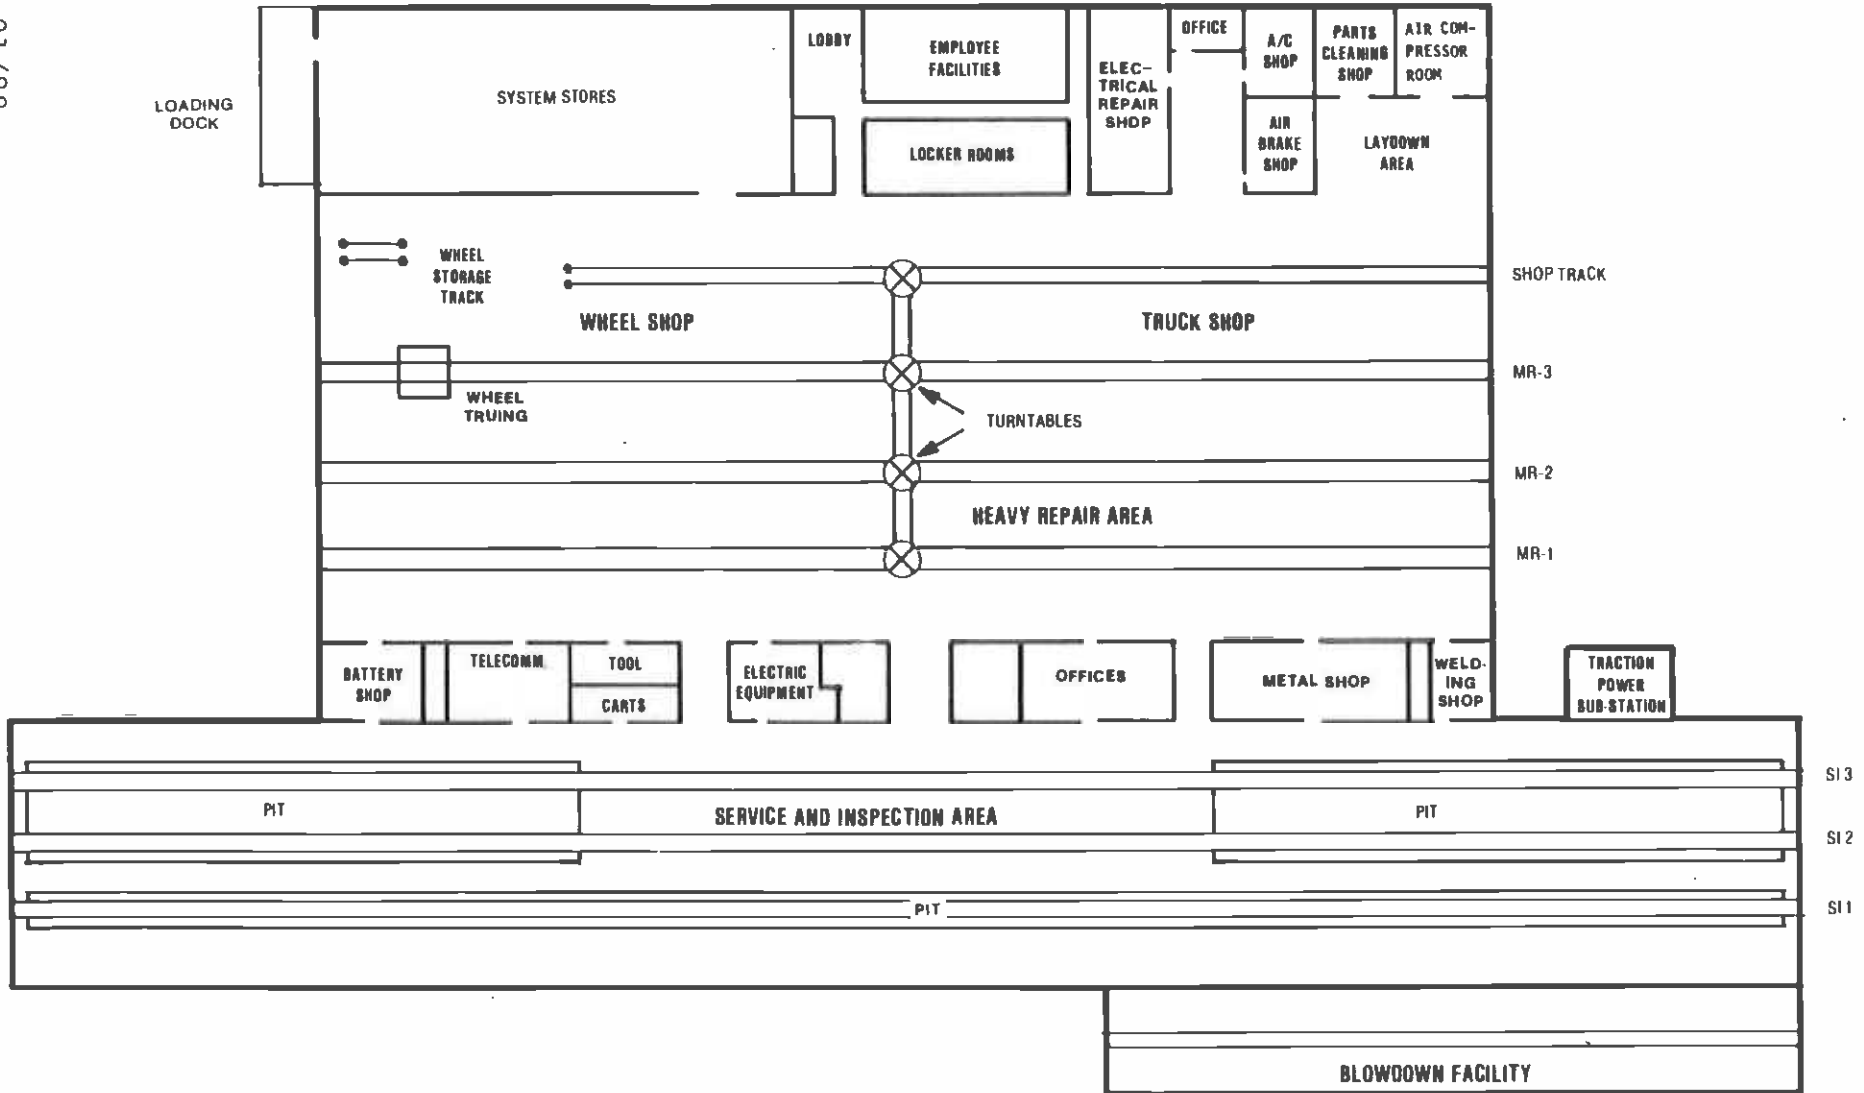 LOADING
DOCK
SYSTEM STORES
LOBBY
EMPLOYEE
FACILITIES
LOCKER ROOMS
ELEC-
TRICAL
REPAIR
SHOP
OFFICE
A/C
SHOP
PARTS
CLEANING
SHOP
AIR COM-
PRESSOR
ROOM
AIR
BRAKE
SHOP
LAYDOWN
AREA
WHEEL
STORAGE
TRACK
SHOP TRACK
WHEEL SHOP
TRUCK SHOP
MR-3
WHEEL
TRUING
TURNTABLES
MR-2
HEAVY REPAIR AREA
MR-1
BATTERY
SHOP
TELECOMM.
TOOL
CARTS
ELECTRIC
EQUIPMENT
OFFICES
METAL SHOP
WELD-
ING
SHOP
TRACTION
POWER
SUB-STATION
SI 3
PIT
SERVICE AND INSPECTION AREA
PIT
SI 2
PIT
SI 1
BLOWDOWN FACILITY